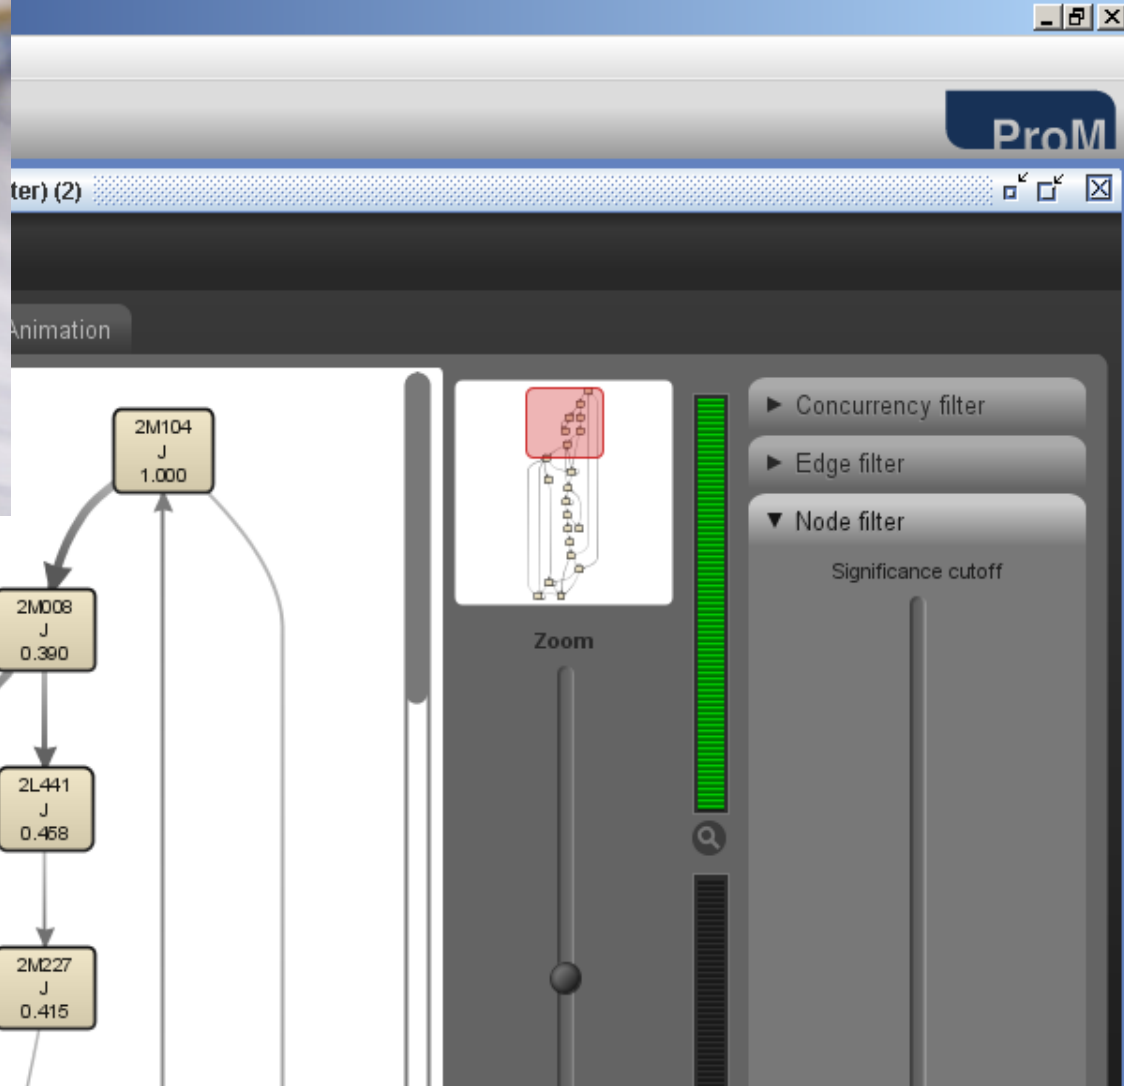 ProM
ter) (2)
Animation
2M104
J
1.000
2M008
J
0.390
2L441
J
0.458
2M227
J
0.415
Zoom
Concurrency filter
Edge filter
Node filter
Significance cutoff